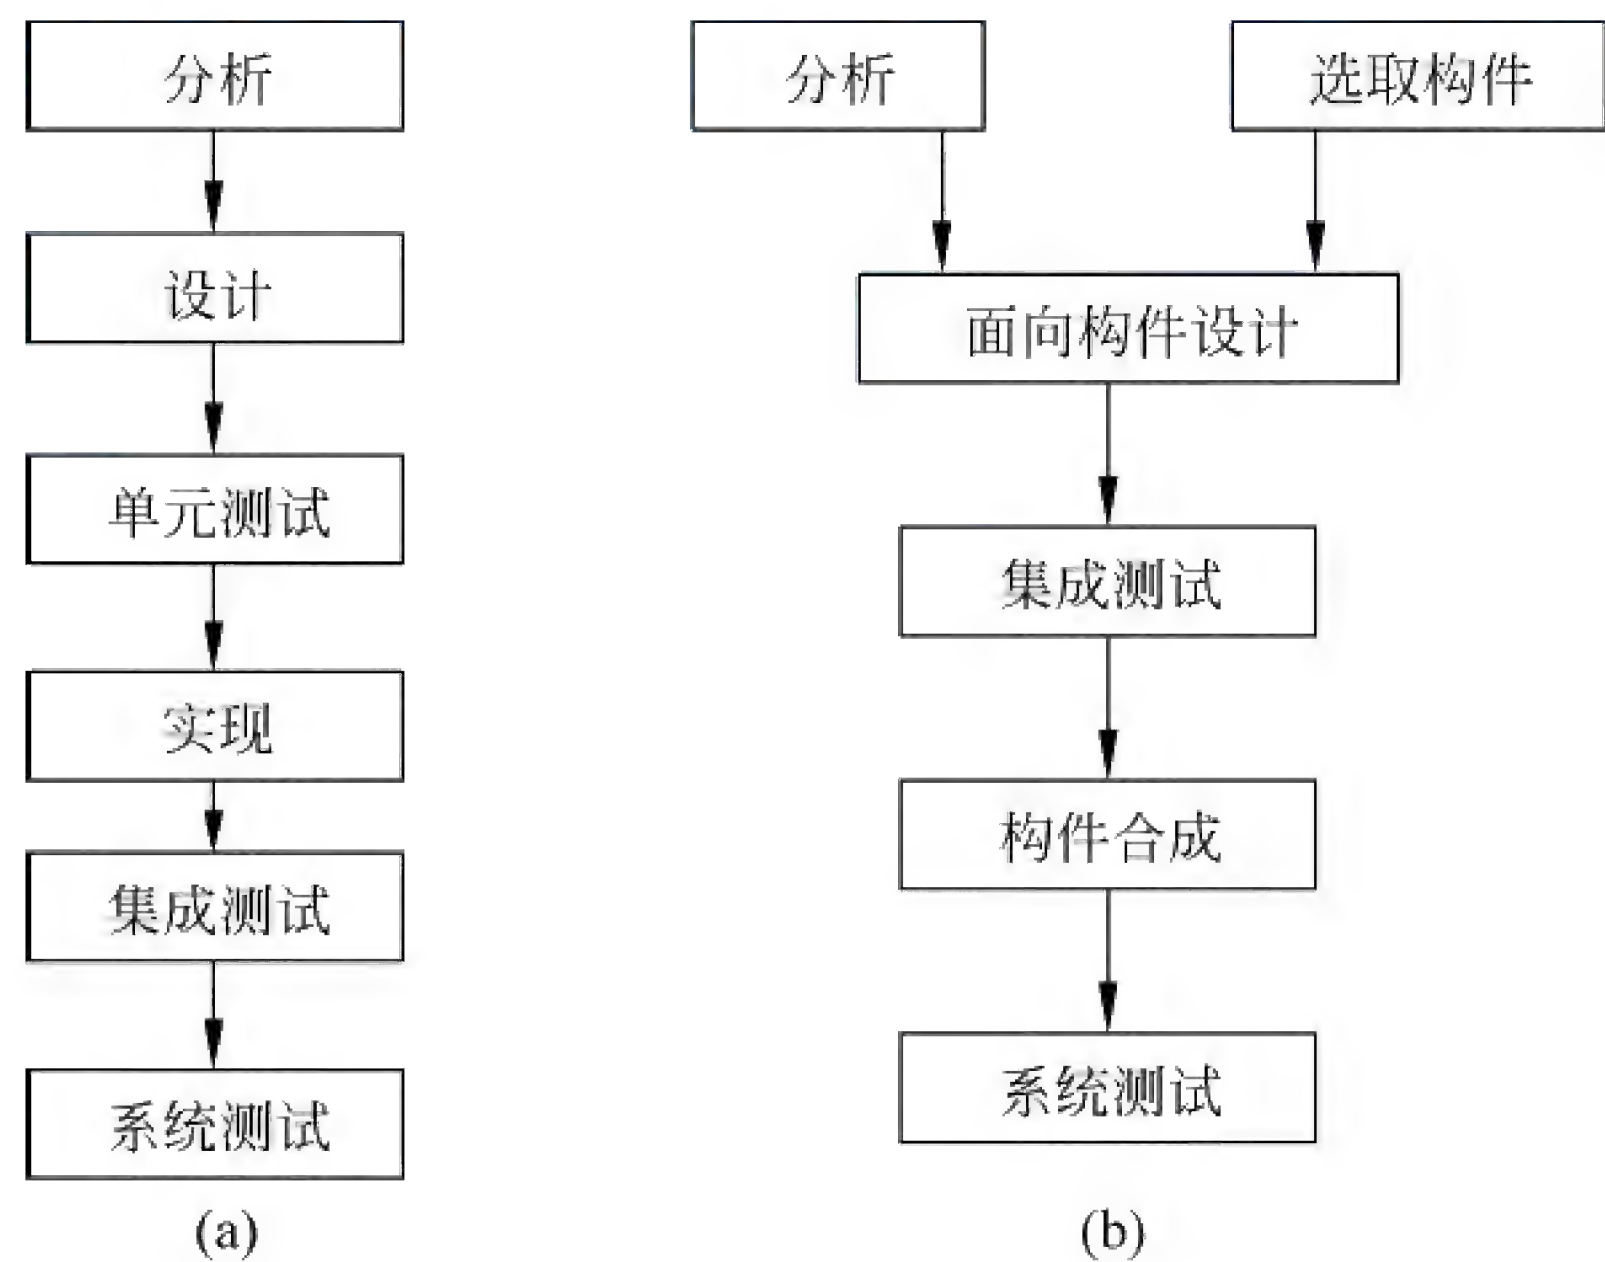 分析
设计
单元测试
实现
集成测试
系统测试
(a)
分析
选取构件
面向构件设计
集成测试
构件合成
系统测试
(b)